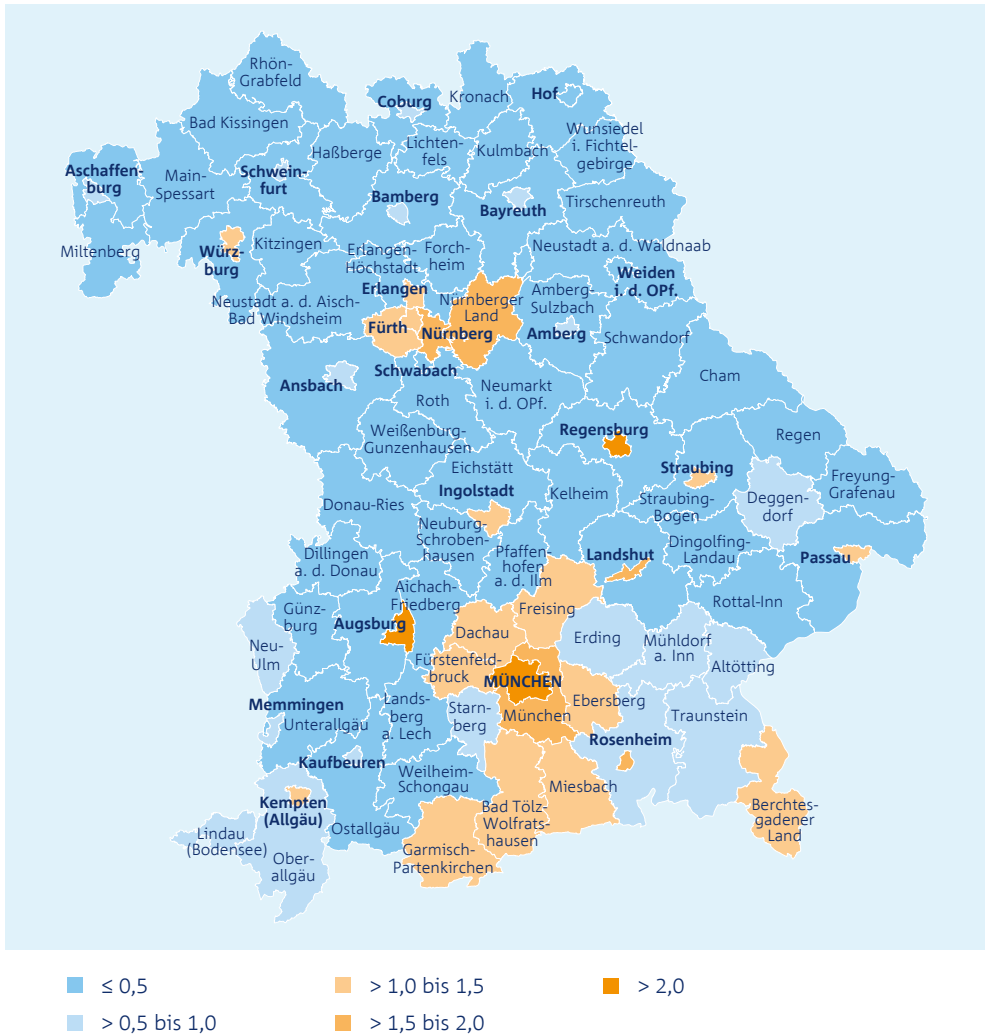 Rhön-
Grabfeld
Coburg
Kronach
Hof
Bad Kissingen
Wunsiedel
i. Fichtel-
gebirge
Haßberge
Lichten-
fels
Kulmbach
Aschaffen-
burg
Main-
Spessart
Schwein-
furt
Bamberg
Bayreuth
Tirschenreuth
Miltenberg
Würz-
burg
Kitzingen
Erlangen-
Höchstadt
Forch-
heim
Neustadt a. d. Waldnaab
Weiden
i. d. OPf.
Erlangen
Neustadt a. d. Aisch-
Bad Windsheim
Nürnberger
Land
Amberg-
Sulzbach
Fürth
Nürnberg
Amberg
Schwandorf
Ansbach
Schwabach
Roth
Neumarkt
i. d. OPf.
Cham
Weißenburg-
Gunzenhausen
Regensburg
Regen
Eichstätt
Straubing
Freyung-
Grafenau
Ingolstadt
Kelheim
Straubing-
Bogen
Deggen-
dorf
Donau-Ries
Neuburg-
Schroben-
hausen
Pfaffen-
hofen
a. d. Ilm
Landshut
Dingolfing-
Landau
Passau
Dillingen
a. d. Donau
Aichach-
Friedberg
Freising
Rottal-Inn
Günz-
burg
Augsburg
Dachau
Erding
Mühldorf
a. Inn
Altötting
Neu-
Ulm
Fürstenfeld-
bruck
MÜNCHEN
Ebersberg
Memmingen
Unterallgäu
Lands-
berg
a. Lech
Starn-
berg
München
Traunstein
Rosenheim
Kaufbeuren
Weilheim-
Schongau
Miesbach
Kempten
(Allgäu)
Ostallgäu
Bad Tölz-
Wolfrats-
hausen
Berchtes-
gadener
Land
Lindau
(Bodensee)
Ober-
allgäu
Garmisch-
Partenkirchen
≤ 0,5
> 1,0 bis 1,5
> 2,0
> 0,5 bis 1,0
> 1,5 bis 2,0